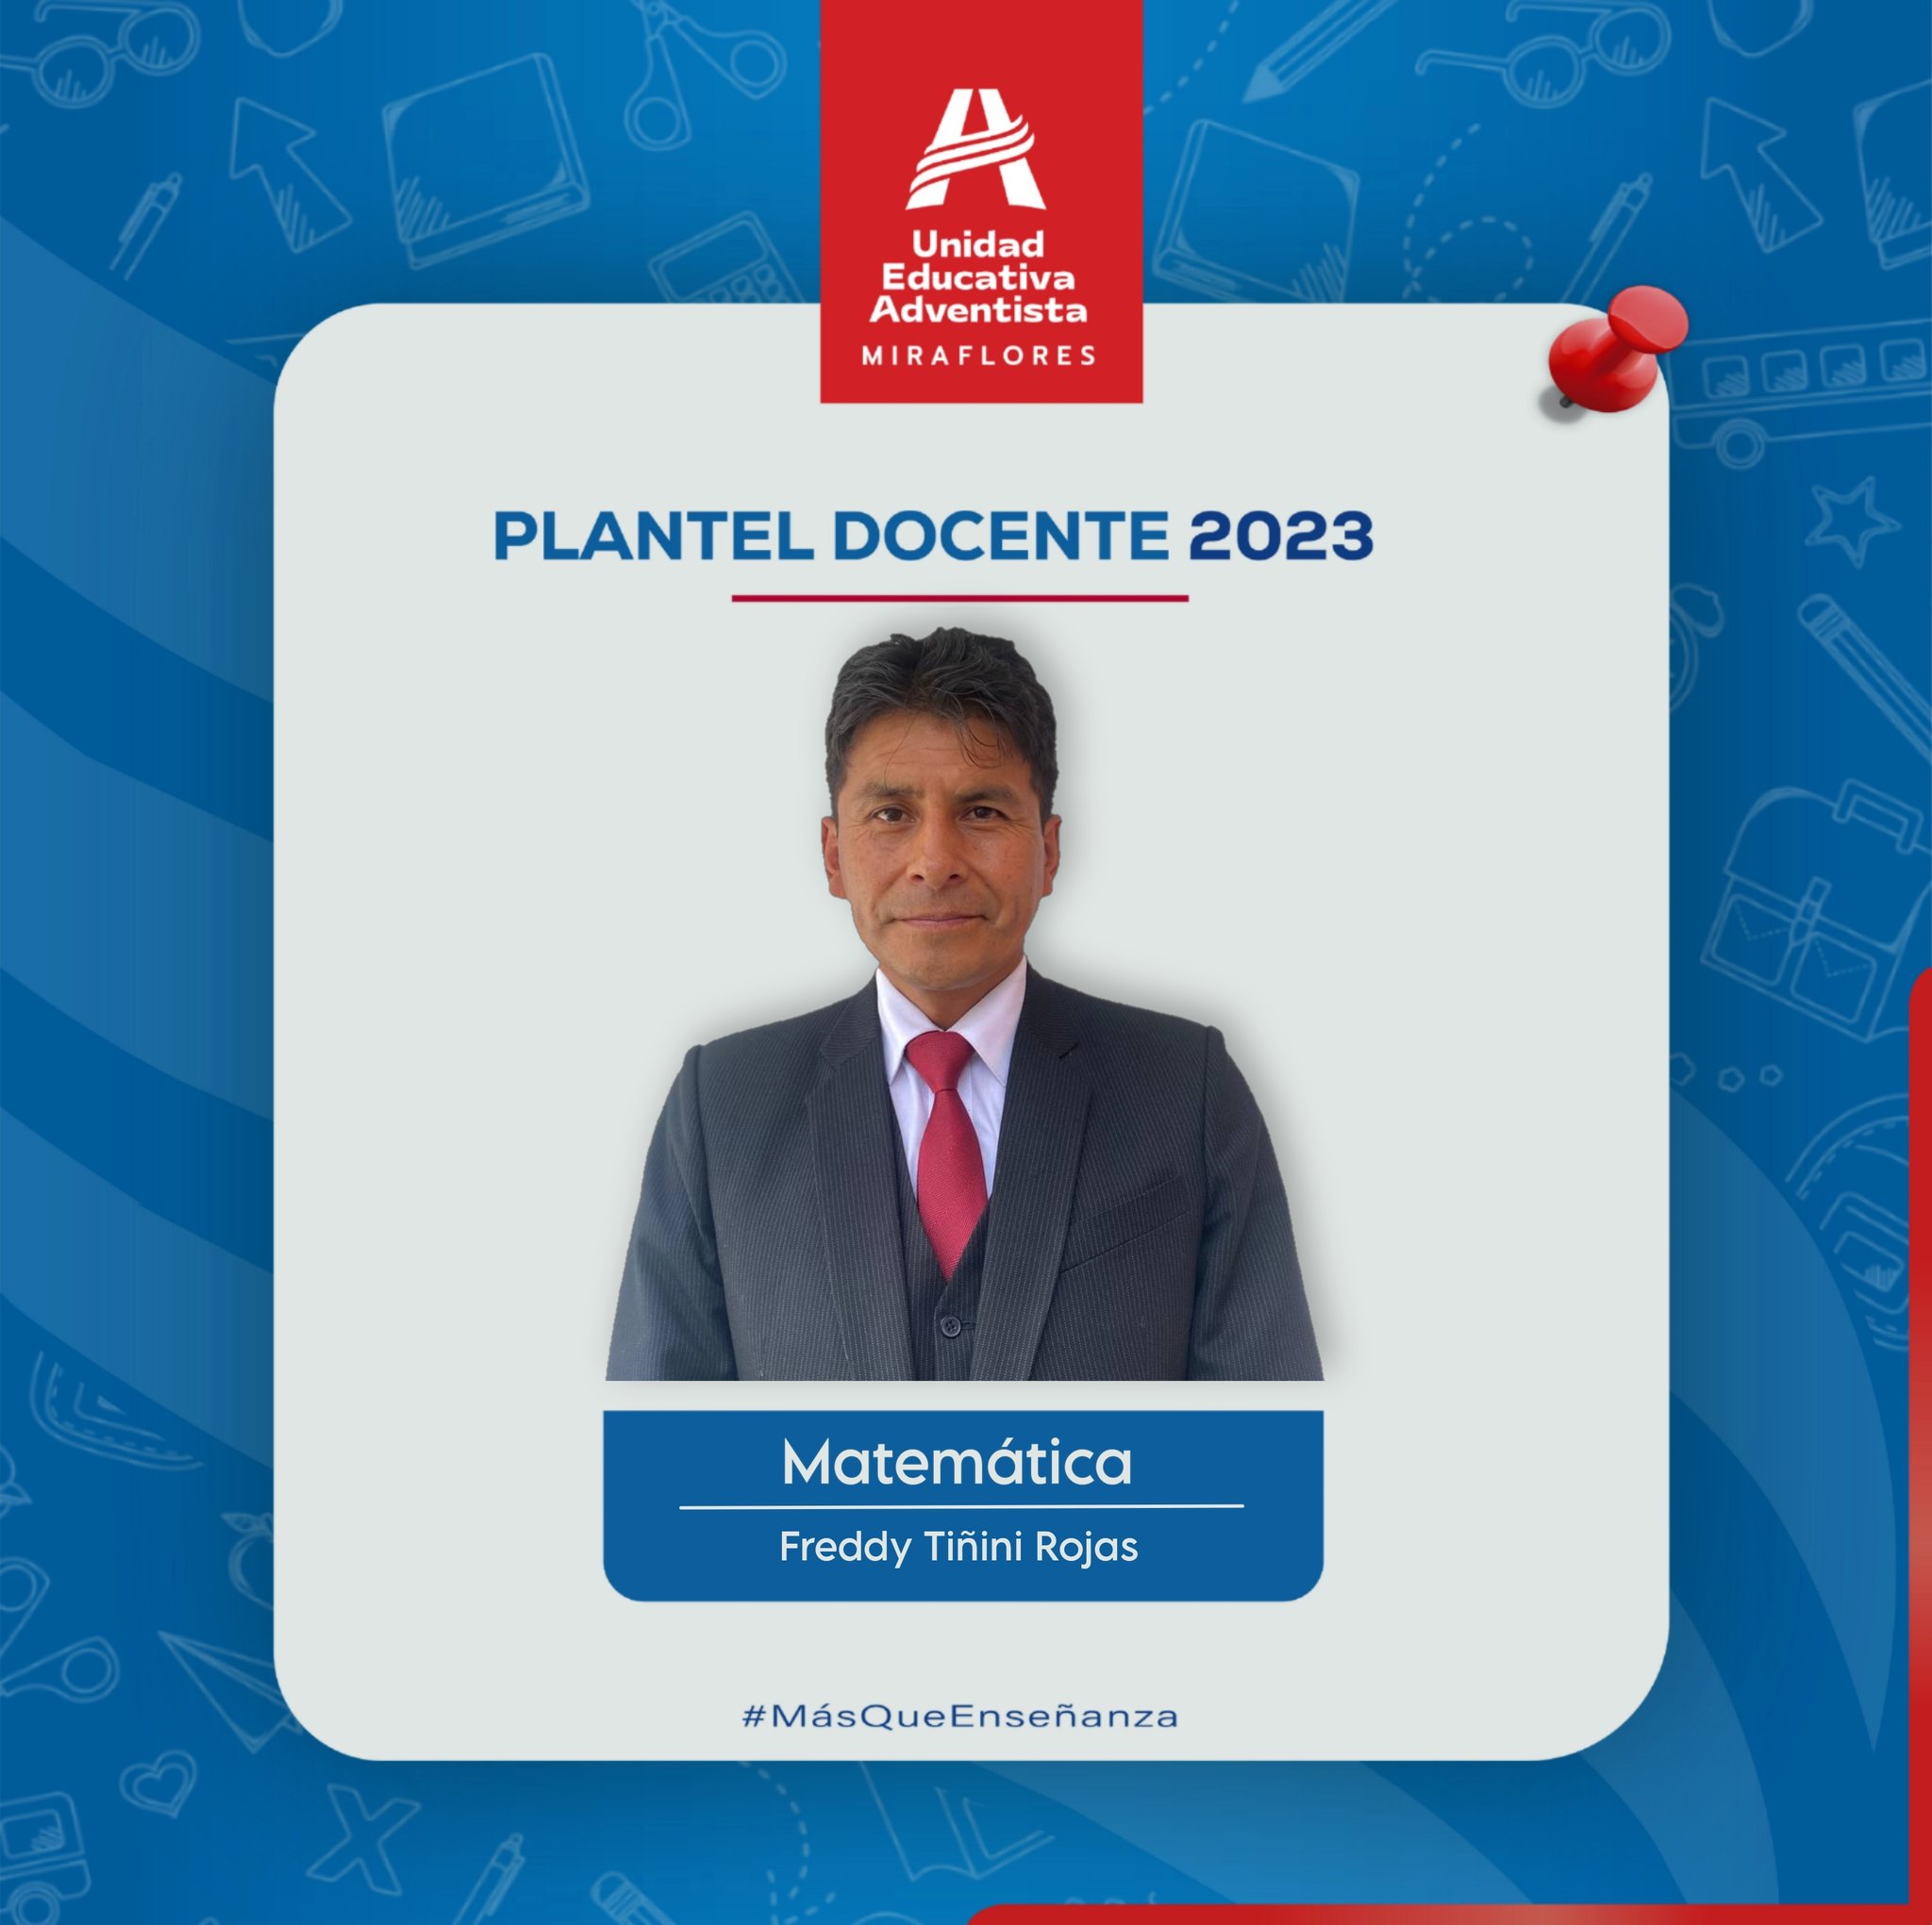 Unidad
Educativa
Adventista
MIRAFLORES
PLANTEL DOCENTE 2023
Matemática
Freddy Tiñini Rojas
#MásQueEnseñanza